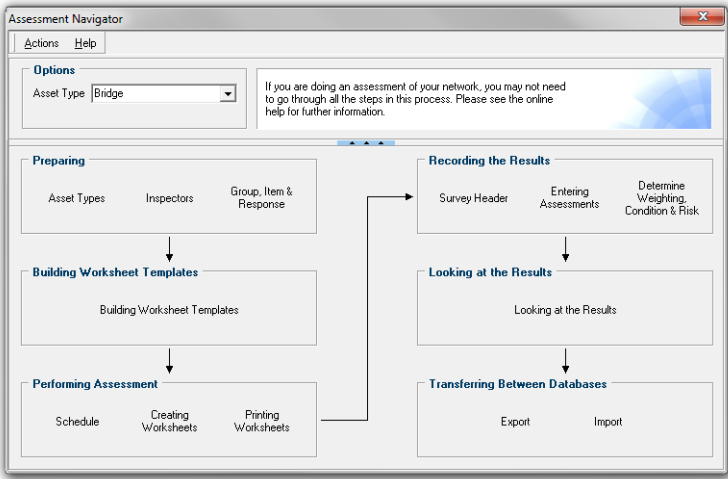 Assessment Navigator
Actions Help
Options
Asset Type Bridge
If you are doing an assessment of your network, you may not need
to go through all the steps in this process. Please see the online
help for further information.
Preparing
Asset Types
Inspectors
Group, Item &
Response
Building Worksheet Templates
Building Worksheet Templates
Performing Assessment
Schedule
Creating
Worksheets
Printing
Worksheets
Recording the Results
Survey Header
Entering
Assessments
Determine
Weighting,
Condition & Risk
Looking at the Results
Looking at the Results
Transferring Between Databases
Export
Import